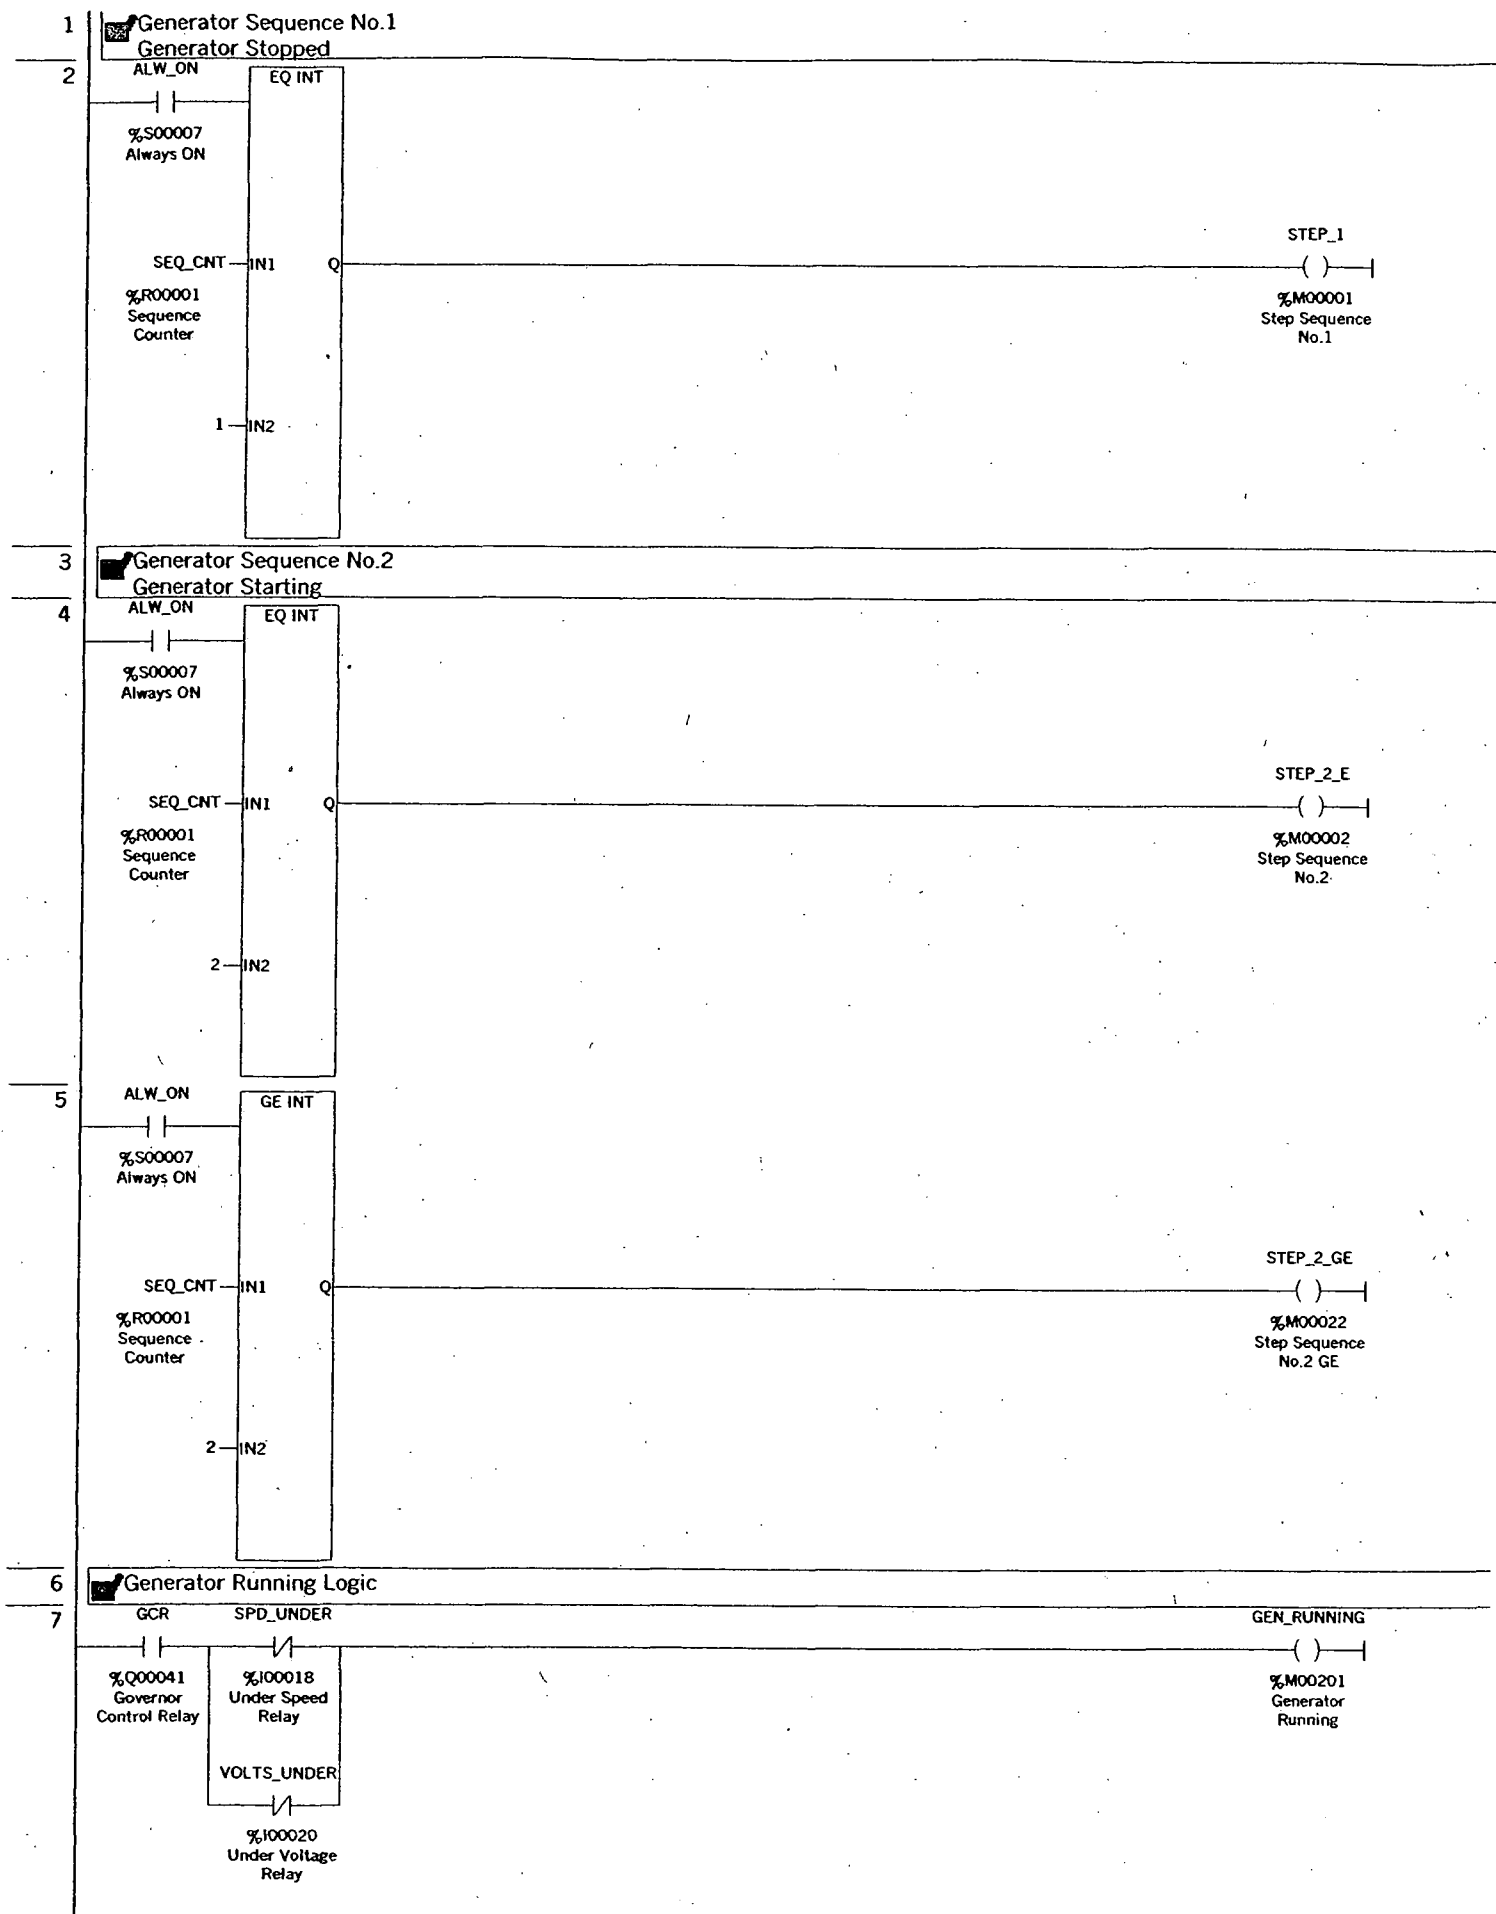 1
Generator Sequence No.1
Generator Stopped
2
ALW_ON
EQ INT
%S00007
Always ON
STEP_1
SEQ_CNT
IN1
Q
%R00001
Sequence
Counter
%M00001
Step Sequence
No.1
1
IN2
3
Generator Sequence No.2
Generator Starting
4
ALW_ON
EQ INT
%S00007
Always ON
STEP_2_E
SEQ_CNT
IN1
Q
%R00001
Sequence
Counter
%M00002
Step Sequence
No.2
2
IN2
5
ALW_ON
GE INT
%S00007
Always ON
STEP_2_GE
SEQ_CNT
IN1
Q
%R00001
Sequence
Counter
%M00022
Step Sequence
No.2 GE
2
IN2
6
Generator Running Logic
7
GCR
SPD_UNDER
GEN_RUNNING
%Q00041
Governor
Control Relay
%I00018
Under Speed
Relay
%M00201
Generator
Running
VOLTS_UNDER
%I00020
Under Voltage
Relay